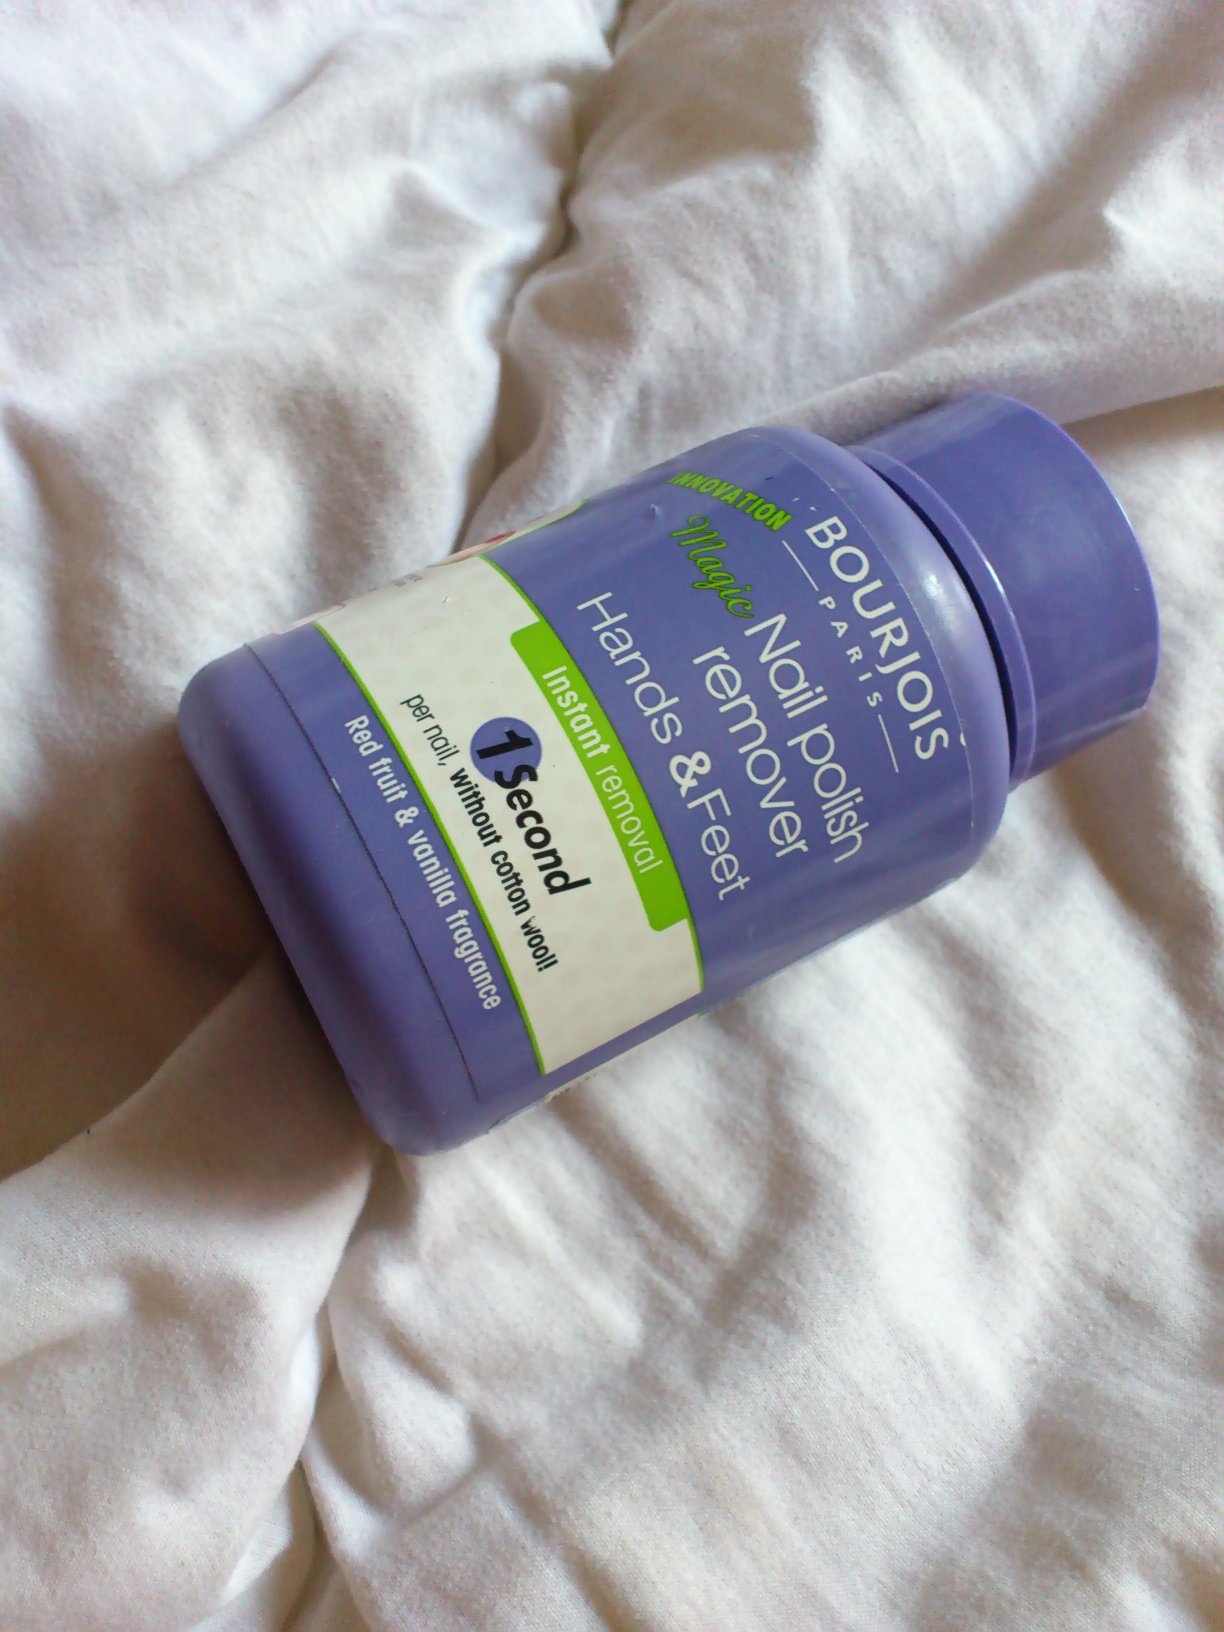 INNOVATION
BOURJOIS
PARIS
Magic Nail polish
remover
Hands & Feet
Instant removal
1 Second
per nail, without cotton wool!
Red fruit & vanilla fragrance